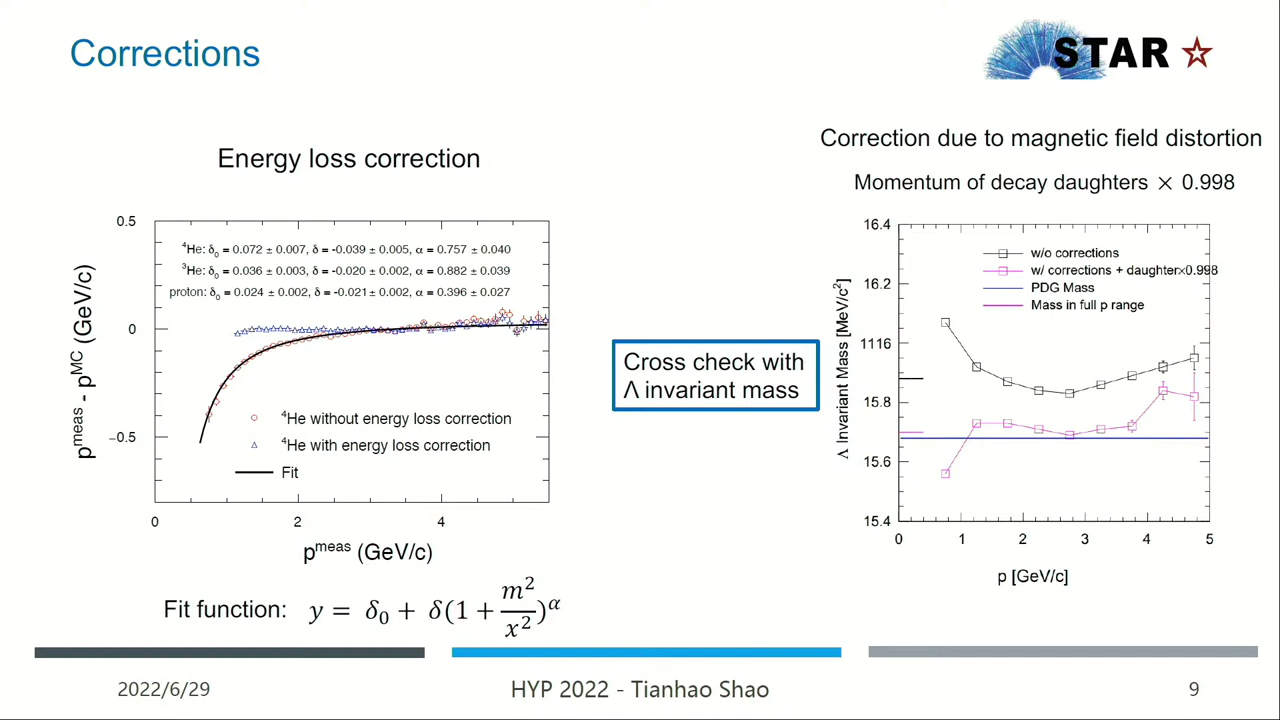 Corrections
STAR
Energy loss correction
0.5
0
−0.5
⁴He: δ₀ = 0.072 ± 0.007, δ = -0.039 ± 0.005, α = 0.757 ± 0.040
³He: δ₀ = 0.036 ± 0.003, δ = -0.020 ± 0.002, α = 0.882 ± 0.039
proton: δ₀ = 0.024 ± 0.002, δ = -0.021 ± 0.002, α = 0.396 ± 0.027
⁴He without energy loss correction
⁴He with energy loss correction
Fit
0 2 4
pᵐᵉᵃˢ - pᴹᶜ (GeV/c)
pᵐᵉᵃˢ (GeV/c)
Fit function: y = δ₀ + δ(1 + m²/x²)^α
Cross check with
Λ invariant mass
Correction due to magnetic field distortion
Momentum of decay daughters × 0.998
16.4
16.2
1116
15.8
15.6
15.4
w/o corrections
w/ corrections + daughter×0.998
PDG Mass
Mass in full p range
Λ Invariant Mass [MeV/c²]
0 1 2 3 4 5
p [GeV/c]
2022/6/29
HYP 2022 - Tianhao Shao
9